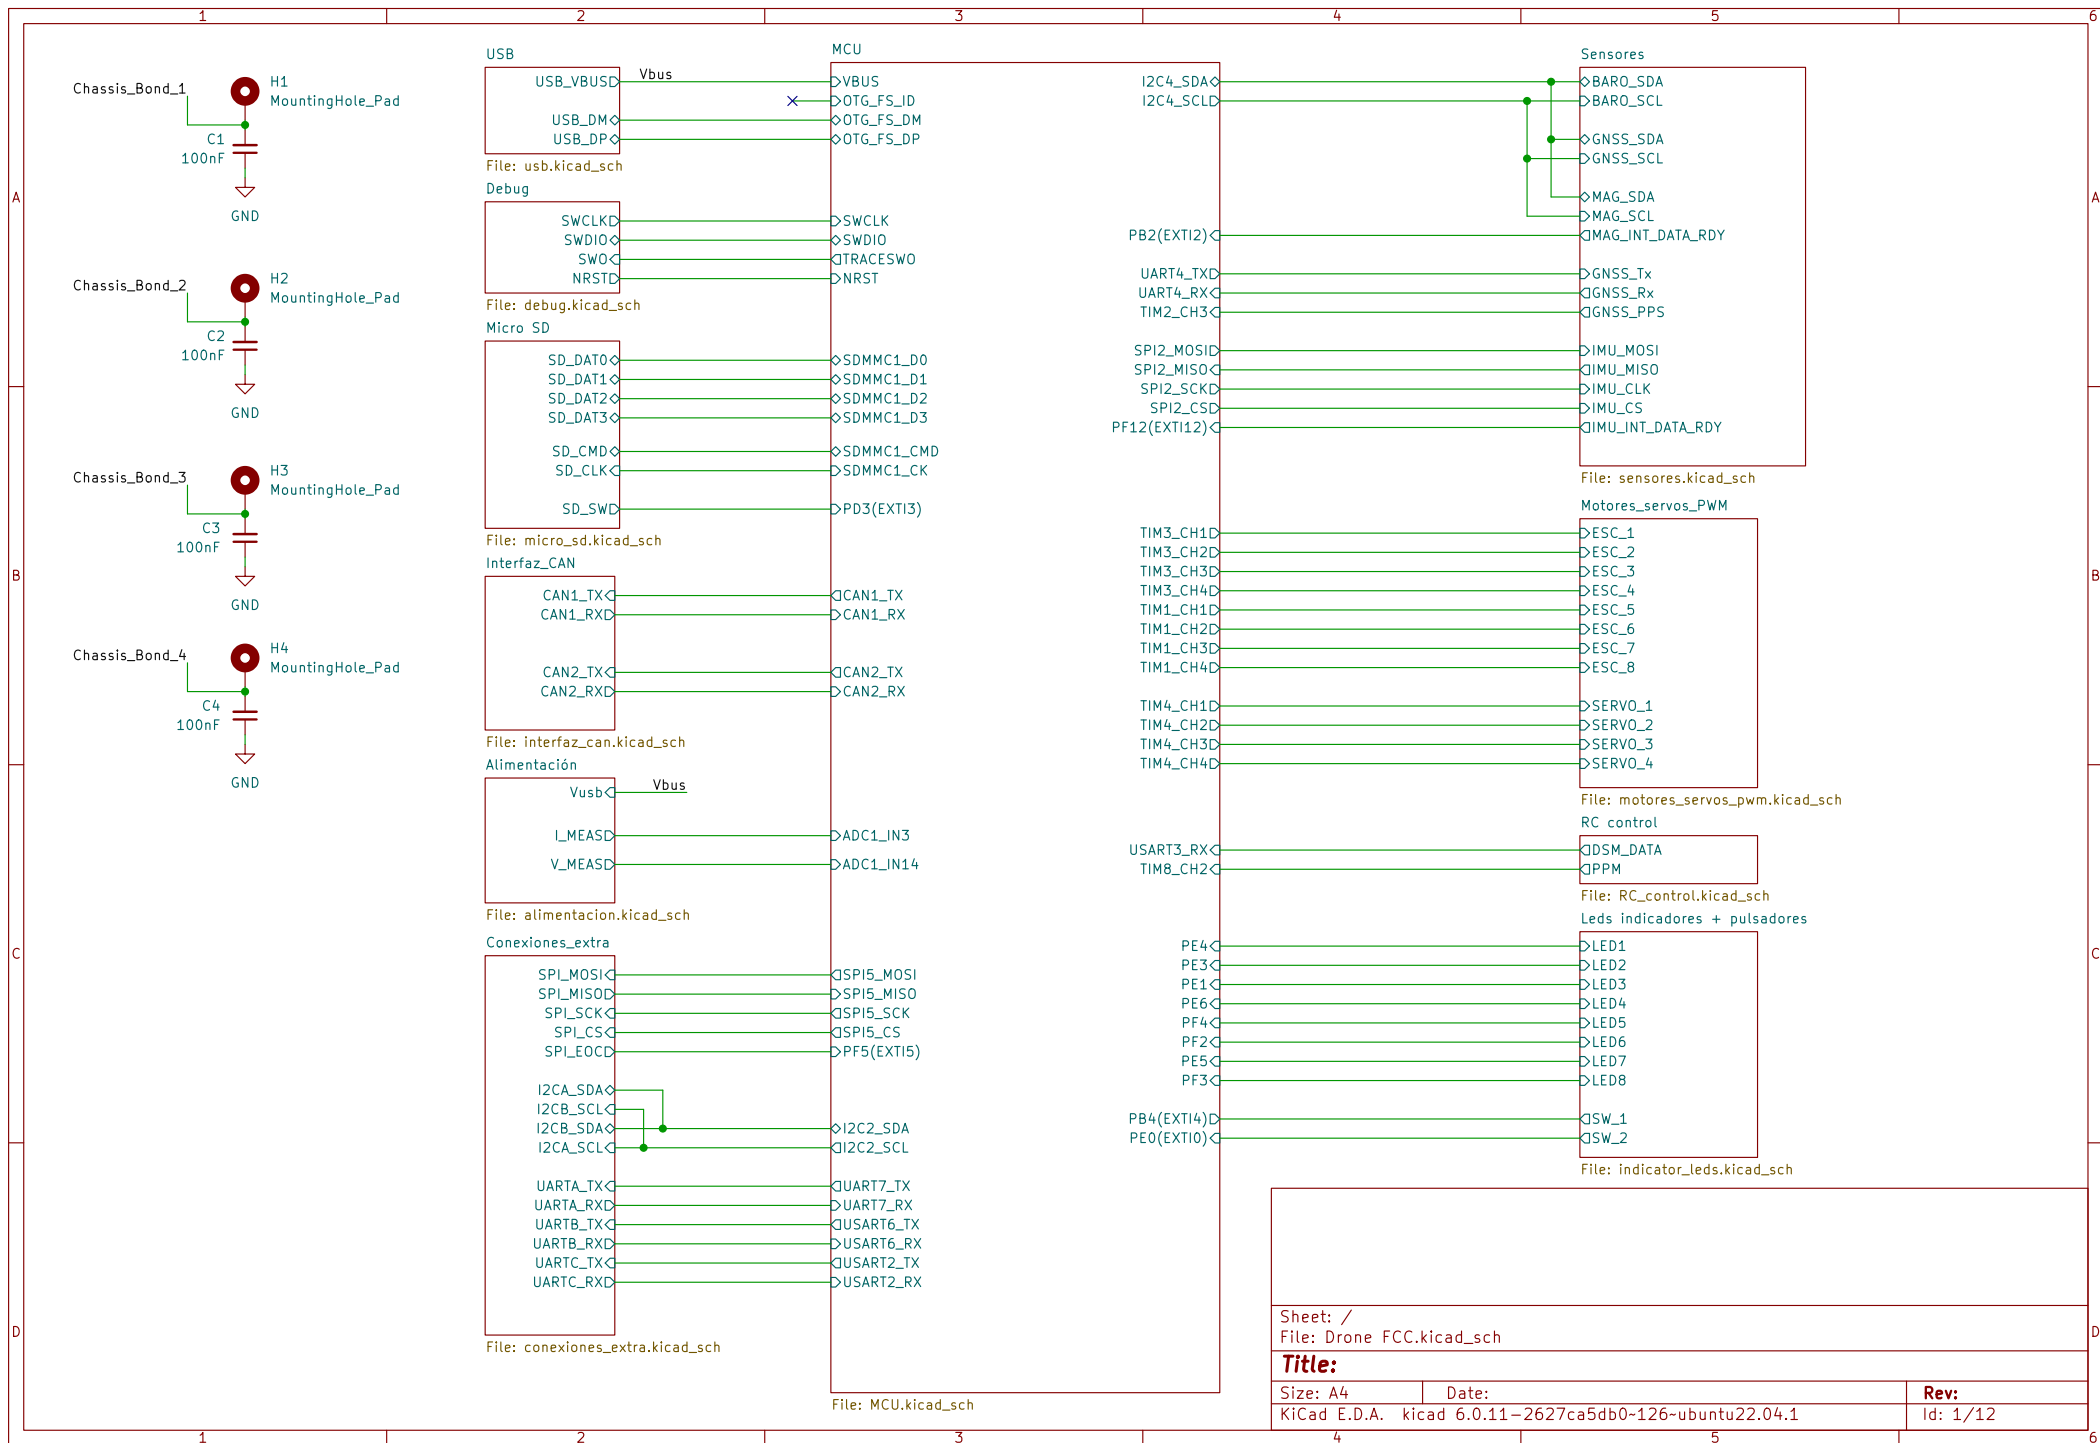 1 2 3 4 5 6
A
B
C
D
A
B
C
D
Chassis_Bond_1
H1
MountingHole_Pad
C1
100nF
GND
Chassis_Bond_2
H2
MountingHole_Pad
C2
100nF
GND
Chassis_Bond_3
H3
MountingHole_Pad
C3
100nF
GND
Chassis_Bond_4
H4
MountingHole_Pad
C4
100nF
GND
USB
USB_VBUS
Vbus
USB_DM
USB_DP
File: usb.kicad_sch
Debug
SWCLK
SWDIO
SWO
NRST
File: debug.kicad_sch
Micro SD
SD_DAT0
SD_DAT1
SD_DAT2
SD_DAT3
SD_CMD
SD_CLK
SD_SW
File: micro_sd.kicad_sch
Interfaz_CAN
CAN1_TX
CAN1_RX
CAN2_TX
CAN2_RX
File: interfaz_can.kicad_sch
Alimentación
Vusb
Vbus
I_MEAS
V_MEAS
File: alimentacion.kicad_sch
Conexiones_extra
SPI_MOSI
SPI_MISO
SPI_SCK
SPI_CS
SPI_EOC
I2CA_SDA
I2CB_SCL
I2CB_SDA
I2CA_SCL
UARTA_TX
UARTA_RX
UARTB_TX
UARTB_RX
UARTC_TX
UARTC_RX
File: conexiones_extra.kicad_sch
MCU
VBUS
OTG_FS_ID
OTG_FS_DM
OTG_FS_DP
SWCLK
SWDIO
TRACESWO
NRST
SDMMC1_D0
SDMMC1_D1
SDMMC1_D2
SDMMC1_D3
SDMMC1_CMD
SDMMC1_CK
PD3(EXTI3)
CAN1_TX
CAN1_RX
CAN2_TX
CAN2_RX
ADC1_IN3
ADC1_IN14
SPI5_MOSI
SPI5_MISO
SPI5_SCK
SPI5_CS
PF5(EXTI5)
I2C2_SDA
I2C2_SCL
UART7_TX
UART7_RX
USART6_TX
USART6_RX
USART2_TX
USART2_RX
I2C4_SDA
I2C4_SCL
PB2(EXTI2)
UART4_TX
UART4_RX
TIM2_CH3
SPI2_MOSI
SPI2_MISO
SPI2_SCK
SPI2_CS
PF12(EXTI12)
TIM3_CH1
TIM3_CH2
TIM3_CH3
TIM3_CH4
TIM1_CH1
TIM1_CH2
TIM1_CH3
TIM1_CH4
TIM4_CH1
TIM4_CH2
TIM4_CH3
TIM4_CH4
USART3_RX
TIM8_CH2
PE4
PE3
PE1
PE6
PF4
PF2
PE5
PF3
PB4(EXTI4)
PE0(EXTI0)
File: MCU.kicad_sch
Sensores
BARO_SDA
BARO_SCL
GNSS_SDA
GNSS_SCL
MAG_SDA
MAG_SCL
MAG_INT_DATA_RDY
GNSS_Tx
GNSS_Rx
GNSS_PPS
IMU_MOSI
IMU_MISO
IMU_CLK
IMU_CS
IMU_INT_DATA_RDY
File: sensores.kicad_sch
Motores_servos_PWM
ESC_1
ESC_2
ESC_3
ESC_4
ESC_5
ESC_6
ESC_7
ESC_8
SERVO_1
SERVO_2
SERVO_3
SERVO_4
File: motores_servos_pwm.kicad_sch
RC control
DSM_DATA
PPM
File: RC_control.kicad_sch
Leds indicadores + pulsadores
LED1
LED2
LED3
LED4
LED5
LED6
LED7
LED8
SW_1
SW_2
File: indicator_leds.kicad_sch
Sheet: /
File: Drone FCC.kicad_sch
Title:
Size: A4 Date: Rev:
KiCad E.D.A. kicad 6.0.11-2627ca5db0~126~ubuntu22.04.1 Id: 1/12
1 2 3 4 5 6